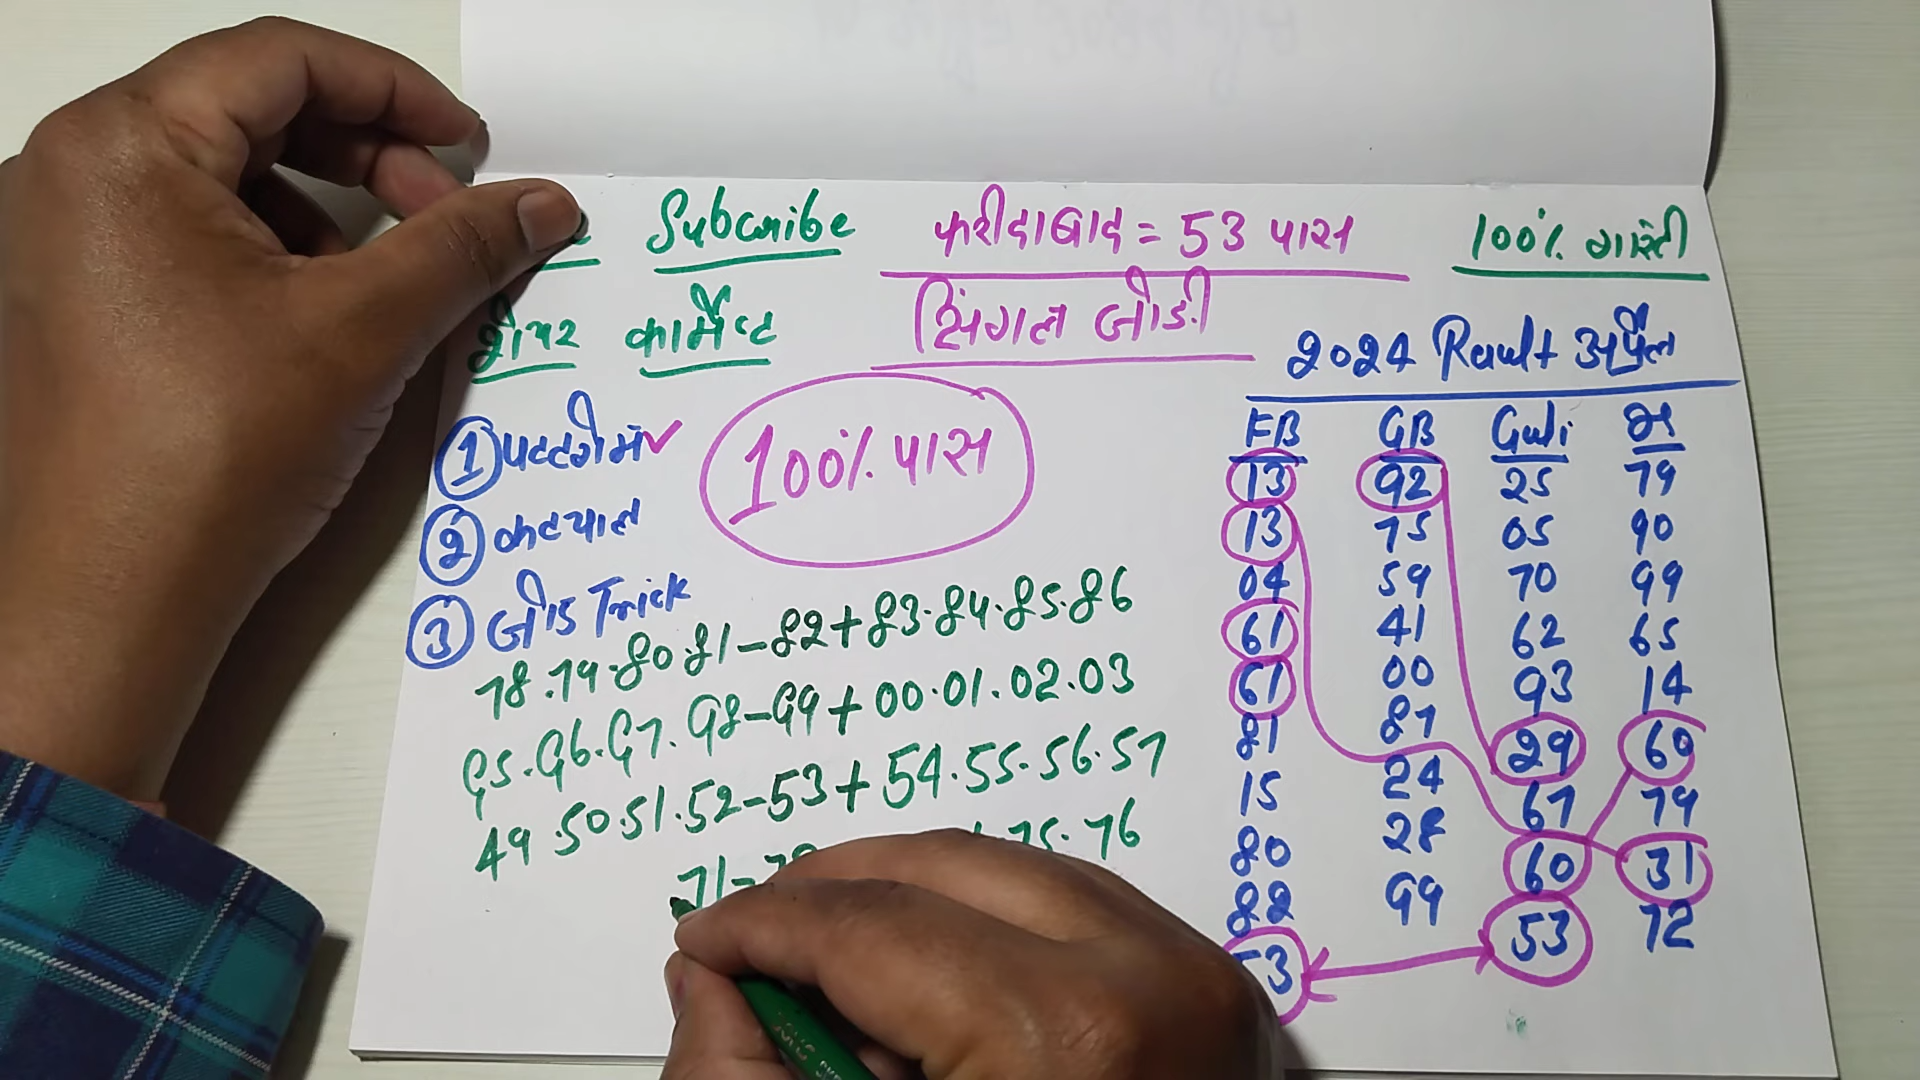 Subcribe फरीदाबाद = 53 पास 100% गारंटी
शेयर कामेंन्ट सिंगल जोडी
2024 Rault अप्रैल
① पल्टीगेम ✓ 100% पास
② कटयाल
③ जोड Trick
78.79.80.81-82+83.84.85.86
95.96.97.98-99+00.01.02.03
49.50.51.52-53+54.55.56.57
71- 75.76
FB GB Gali
13 92 25 79
13 75 05 90
04 59 70 99
61 41 62 65
61 00 93 14
81 87 29 60
15 24 67 79
80 28 60 31
82 99 53 72
53